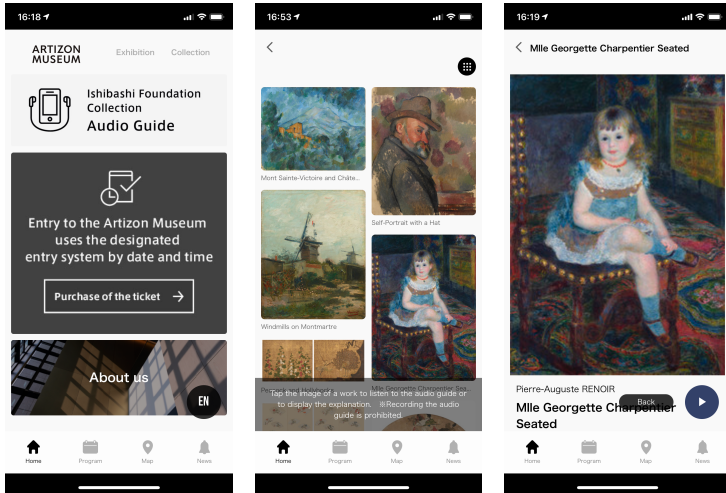 16:18
ARTIZON
MUSEUM
Exhibition
Collection
Ishibashi Foundation
Collection
Audio Guide
Entry to the Artizon Museum
uses the designated
entry system by date and time
Purchase of the ticket
About us
EN
Home
Program
Map
News
16:53
Mont Sainte-Victoire and Châte...
Self-Portrait with a Hat
Windmills on Montmartre
Mlle Georgette Charpentier Sea...
Tap the image of a work to listen to the audio guide or
to display the explanation. ※Recording the audio
guide is prohibited.
Home
Program
Map
News
16:19
Mlle Georgette Charpentier Seated
Pierre-Auguste RENOIR
Back
Mlle Georgette Charpentier
Seated
Home
Program
Map
News